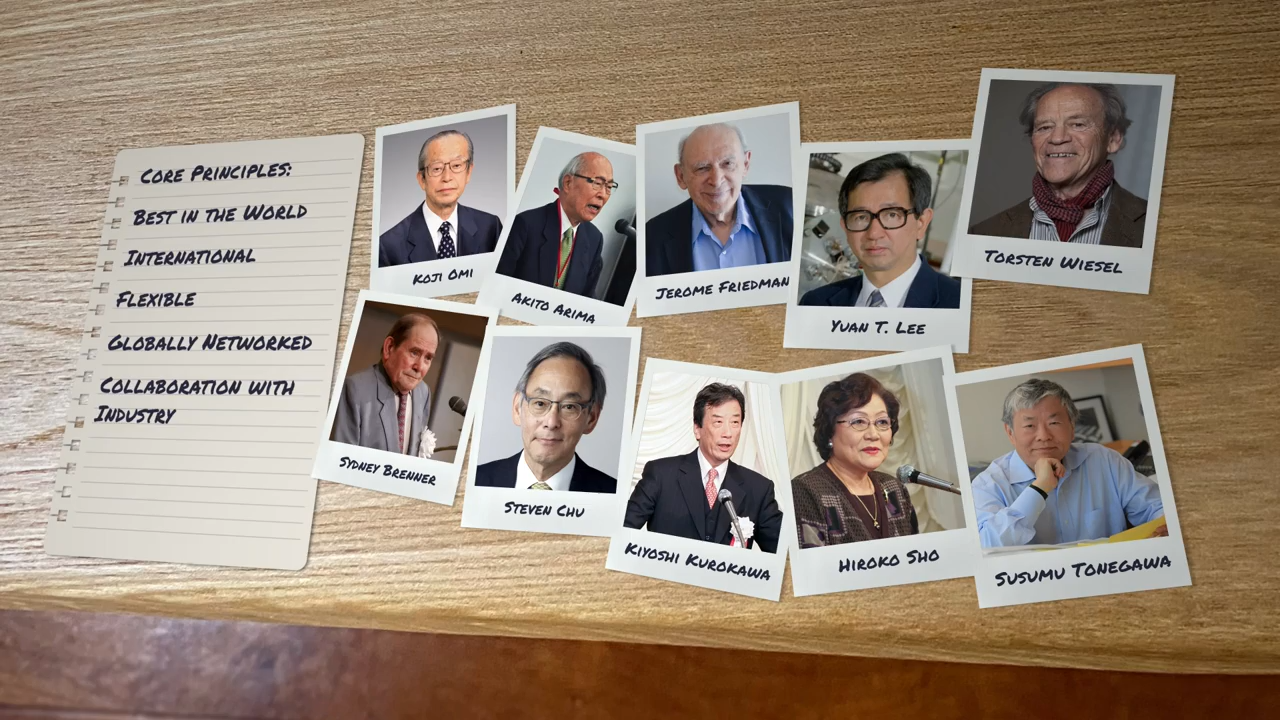 Core Principles:
Best in the World
International
Flexible
Globally Networked
Collaboration with
Industry
Koji Omi
Akito Arima
Jerome Friedman
Yuan T. Lee
Torsten Wiesel
Sydney Brenner
Steven Chu
Kiyoshi Kurokawa
Hiroko Sho
Susumu Tonegawa